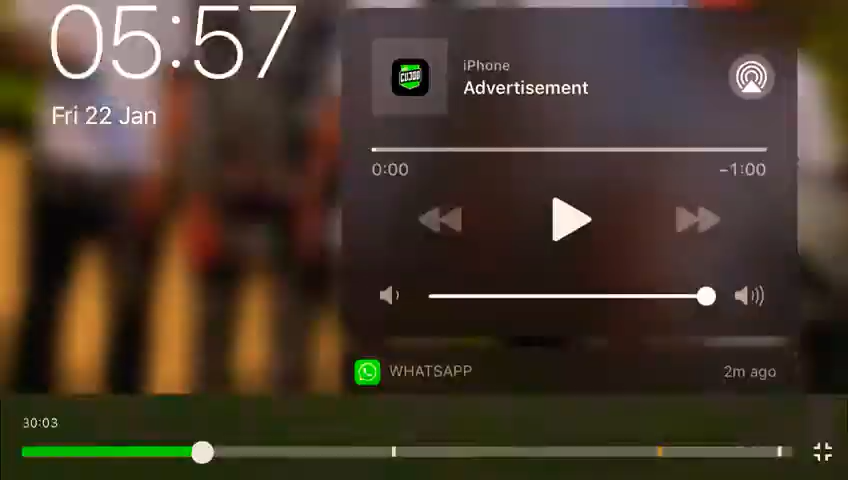 05:57
Fri 22 Jan
iPhone
Advertisement
0:00
−1:00
WHATSAPP
2m ago
30:03